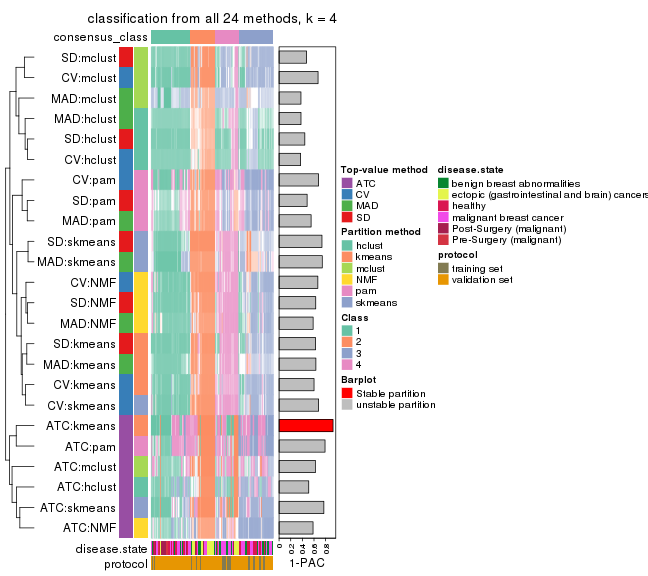 classification from all 24 methods, k = 4
consensus_class
SD:mclust
CV:mclust
MAD:mclust
MAD:hclust
SD:hclust
CV:hclust
CV:pam
SD:pam
MAD:pam
SD:skmeans
MAD:skmeans
CV:NMF
SD:NMF
MAD:NMF
SD:kmeans
MAD:kmeans
CV:kmeans
CV:skmeans
ATC:kmeans
ATC:pam
ATC:mclust
ATC:hclust
ATC:skmeans
ATC:NMF
disease.state
protocol
0 0.2 0.4 0.6 0.8
1-PAC
Top-value method
ATC
CV
MAD
SD
Partition method
hclust
kmeans
mclust
NMF
pam
skmeans
Class
1
2
3
4
Barplot
Stable partition
unstable partition
disease.state
benign breast abnormalities
ectopic (gastrointestinal and brain) cancers
healthy
malignant breast cancer
Post-Surgery (malignant)
Pre-Surgery (malignant)
protocol
training set
validation set